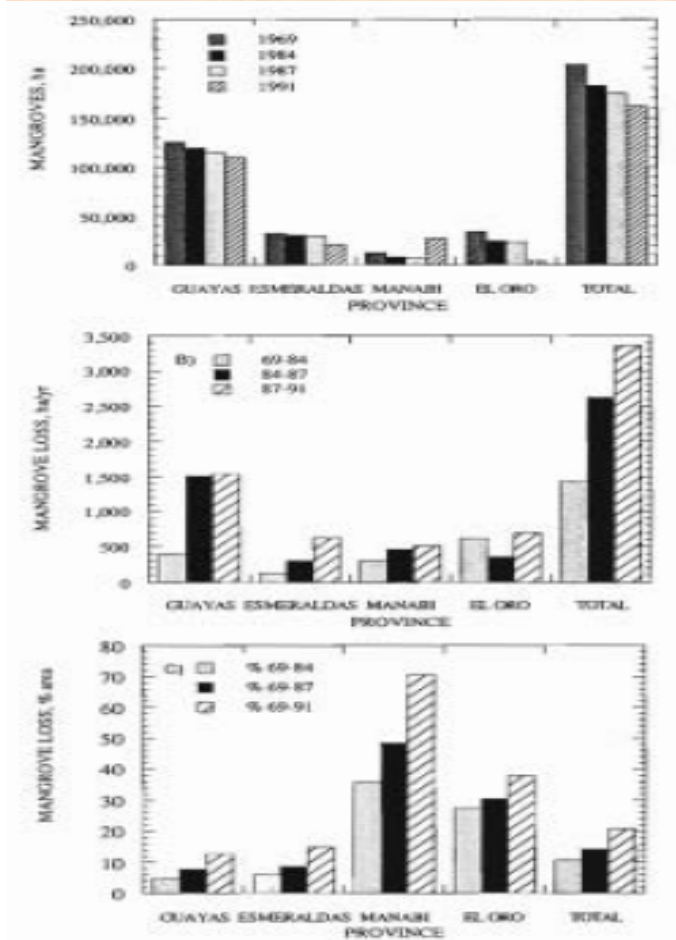 250,000
200,000
150,000
100,000
50,000
0
MANGROVES, ha
1969
1984
1987
1991
GUAYAS ESMERALDAS MANABI EL ORO TOTAL
PROVINCE
3,500
3,000
2,500
2,000
1,500
1,000
500
0
MANGROVE LOSS, ha/yr
B) 69-84
84-87
87-91
GUAYAS ESMERALDAS MANABI EL ORO TOTAL
PROVINCE
80
70
60
50
40
30
20
10
0
MANGROVE LOSS, % area
C) % 69-84
% 69-87
% 69-91
GUAYAS ESMERALDAS MANABI EL ORO TOTAL
PROVINCE